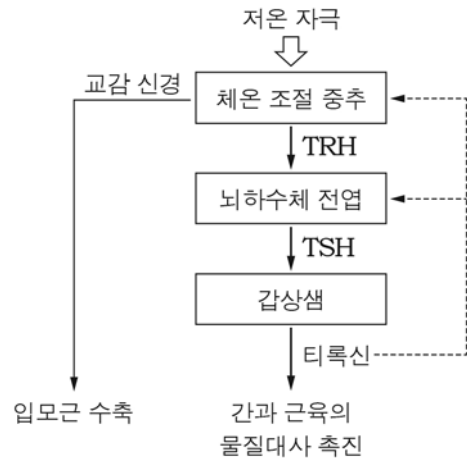 저온 자극
교감 신경
체온 조절 중추
TRH
뇌하수체 전엽
TSH
갑상샘
티록신
입모근 수축
간과 근육의
물질대사 촉진